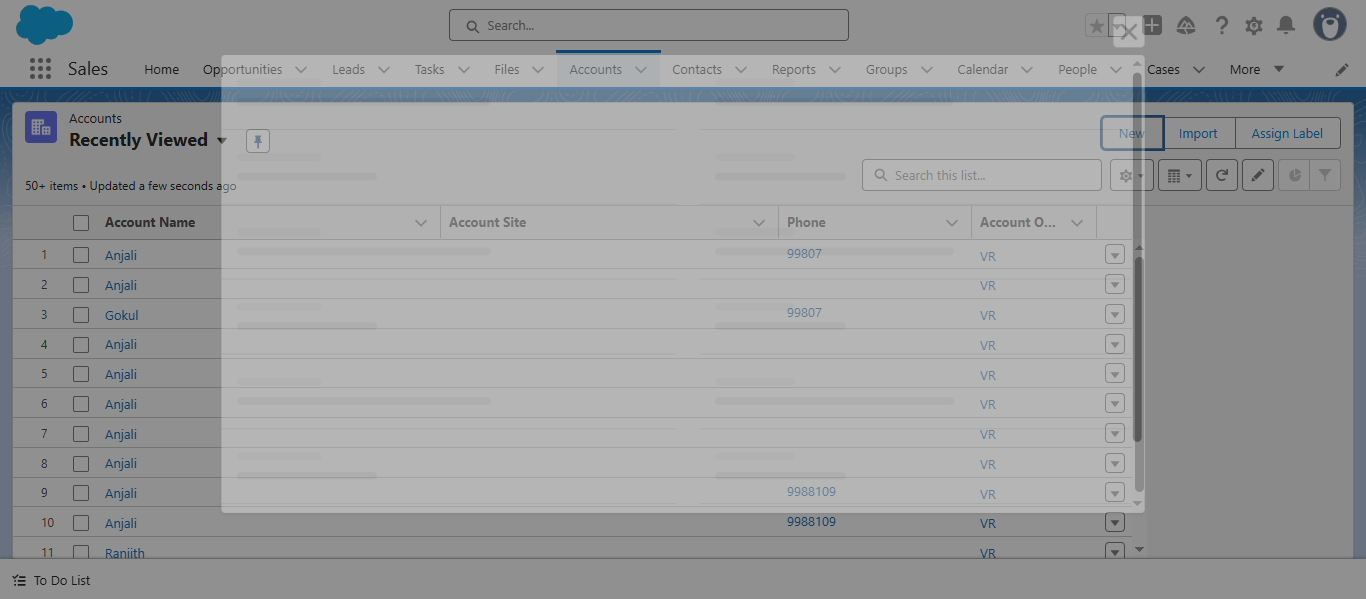 Search...
Sales Home Opportunities Leads Tasks Files Accounts Contacts Reports Groups Calendar People Cases More
Accounts
Recently Viewed
New Import Assign Label
50+ items • Updated a few seconds ago
Search this list...
Account Name Account Site Phone Account O...
1 Anjali 99807 VR
2 Anjali VR
3 Gokul 99807 VR
4 Anjali VR
5 Anjali VR
6 Anjali VR
7 Anjali VR
8 Anjali VR
9 Anjali 9988109 VR
10 Anjali 9988109 VR
11 Ranjith VR
To Do List